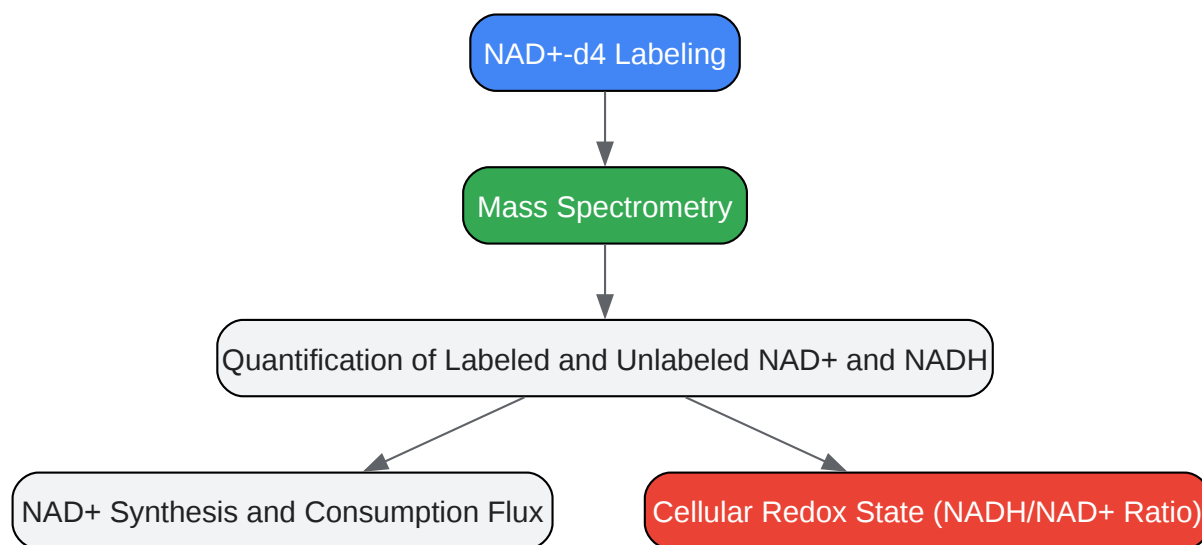 NAD+-d4 Labeling
Mass Spectrometry
Quantification of Labeled and Unlabeled NAD+ and NADH
NAD+ Synthesis and Consumption Flux
Cellular Redox State (NADH/NAD+ Ratio)